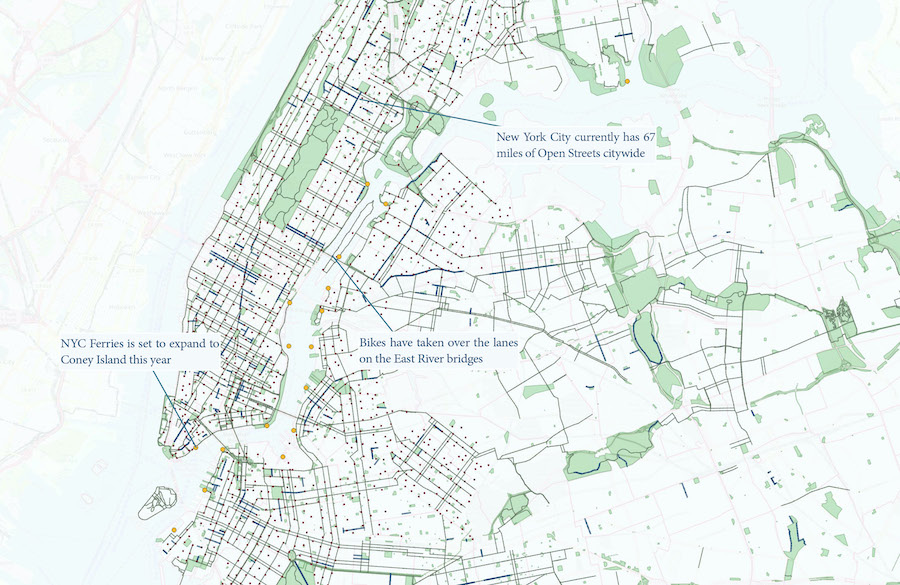 New York City currently has 67
miles of Open Streets citywide
NYC Ferries is set to expand to
Coney Island this year
Bikes have taken over the lanes
on the East River bridges